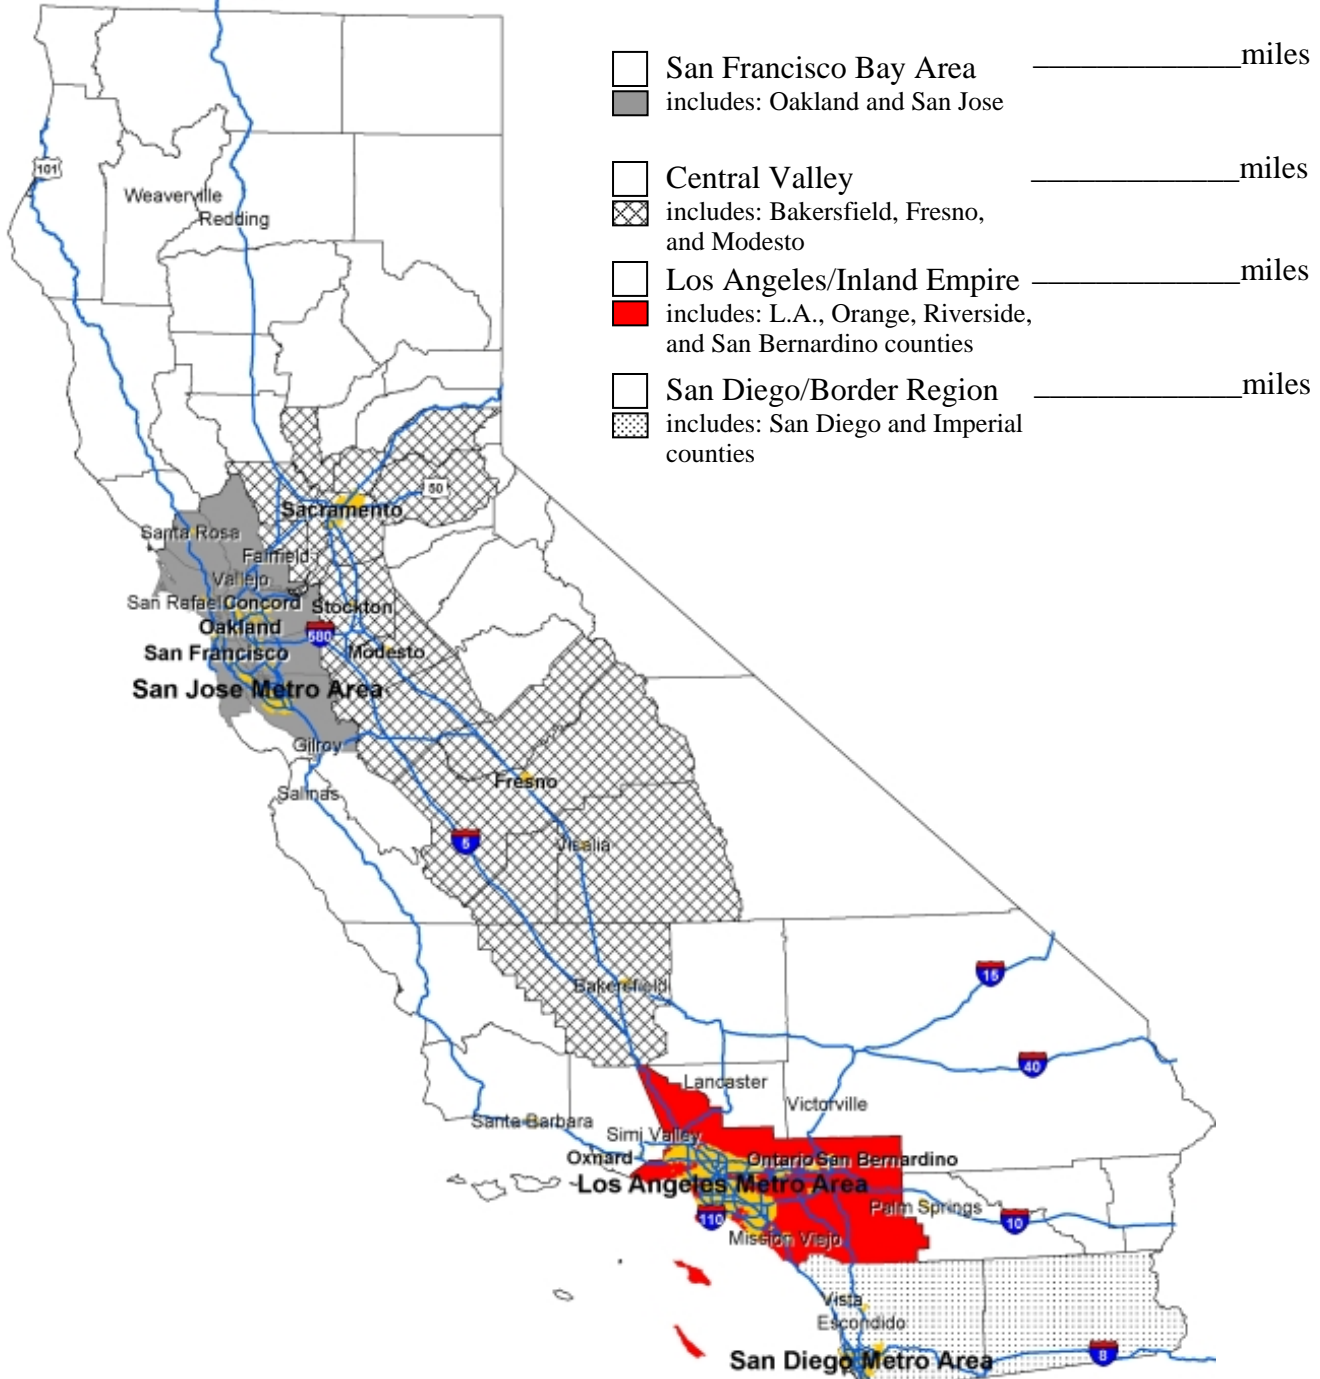 San Francisco Bay Area _____________miles
includes: Oakland and San Jose
Central Valley _____________miles
includes: Bakersfield, Fresno,
and Modesto
Los Angeles/Inland Empire _____________miles
includes: L.A., Orange, Riverside,
and San Bernardino counties
San Diego/Border Region _____________miles
includes: San Diego and Imperial
counties
101
Weaverville
Redding
50
Sacramento
Santa Rosa
Fairfield
Vallejo
San Rafael
Concord
Stockton
Oakland
580
San Francisco
Modesto
San Jose Metro Area
Gilroy
Fresno
Salinas
5
Visalia
15
Bakersfield
40
Lancaster
Victorville
Santa Barbara
Simi Valley
Oxnard
Ontario
San Bernardino
Los Angeles Metro Area
Palm Springs
110
10
Mission Viejo
Vista
Escondido
San Diego Metro Area
8